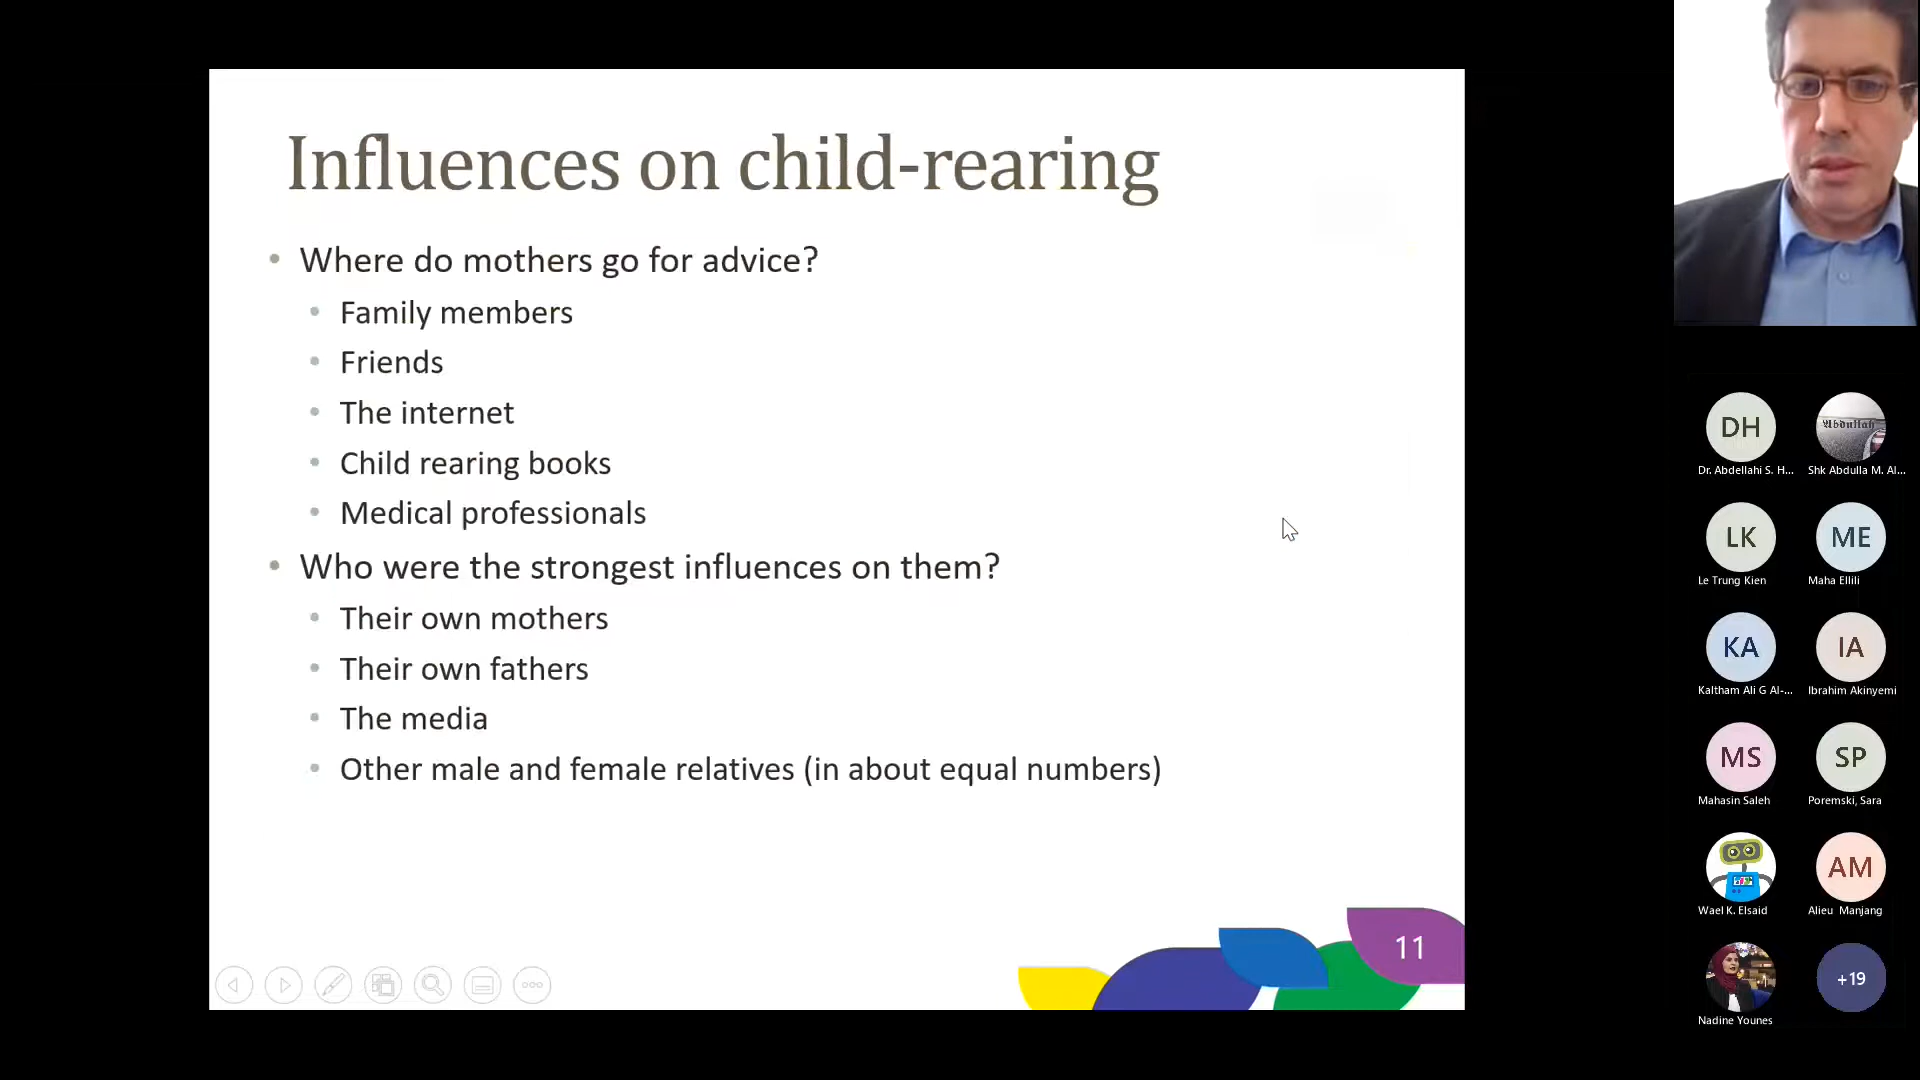 Influences on child-rearing
• Where do mothers go for advice?
• Family members
• Friends
• The internet
• Child rearing books
• Medical professionals
• Who were the strongest influences on them?
• Their own mothers
• Their own fathers
• The media
• Other male and female relatives (in about equal numbers)
11
DH
Abdullah
Dr. Abdellahi S. H...
Shk Abdulla M. Al...
LK
ME
Le Trung Kien
Maha Ellili
KA
IA
Kaltham Ali G Al-...
Ibrahim Akinyemi
MS
SP
Mahasin Saleh
Poremski, Sara
AM
Wael K. Elsaid
Alieu Manjang
+19
Nadine Younes